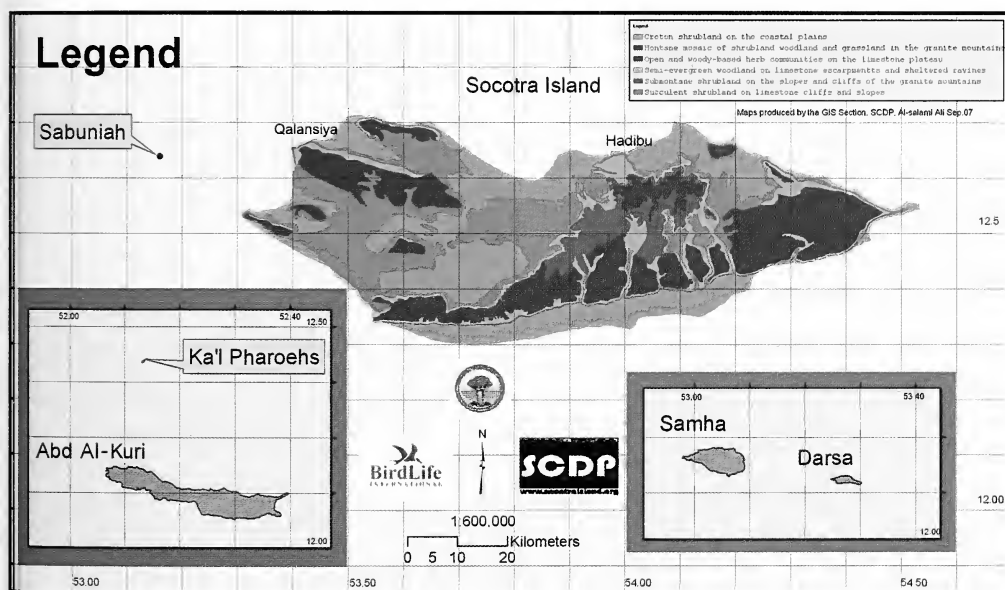 Legend
Legend
Croton shrubland on the coastal plains
Montane mosaic of shrubland woodland and grassland in the granite mountains
Open and woody-based herb communities on the limestone plateau
Semi-evergreen woodland on limestone escarpments and sheltered ravines
Submontane shrubland on the slopes and cliffs of the granite mountains
Succulent shrubland on limestone cliffs and slopes
Maps produced by the GIS Section, SCDP, Al-salami Ali Sep.07
Socotra Island
Sabuniah
Qalansiya
Hadibu
12.5
52.00
52.40
12.50
Ka'l Pharoehs
Abd Al-Kuri
12.00
BirdLife
INTERNATIONAL
N
SCDP
www.socotraisland.org
1:600,000
Kilometers
0 5 10 20
53.00
53.40
Samha
Darsa
12.00
12.00
53.00
53.50
54.00
54.50